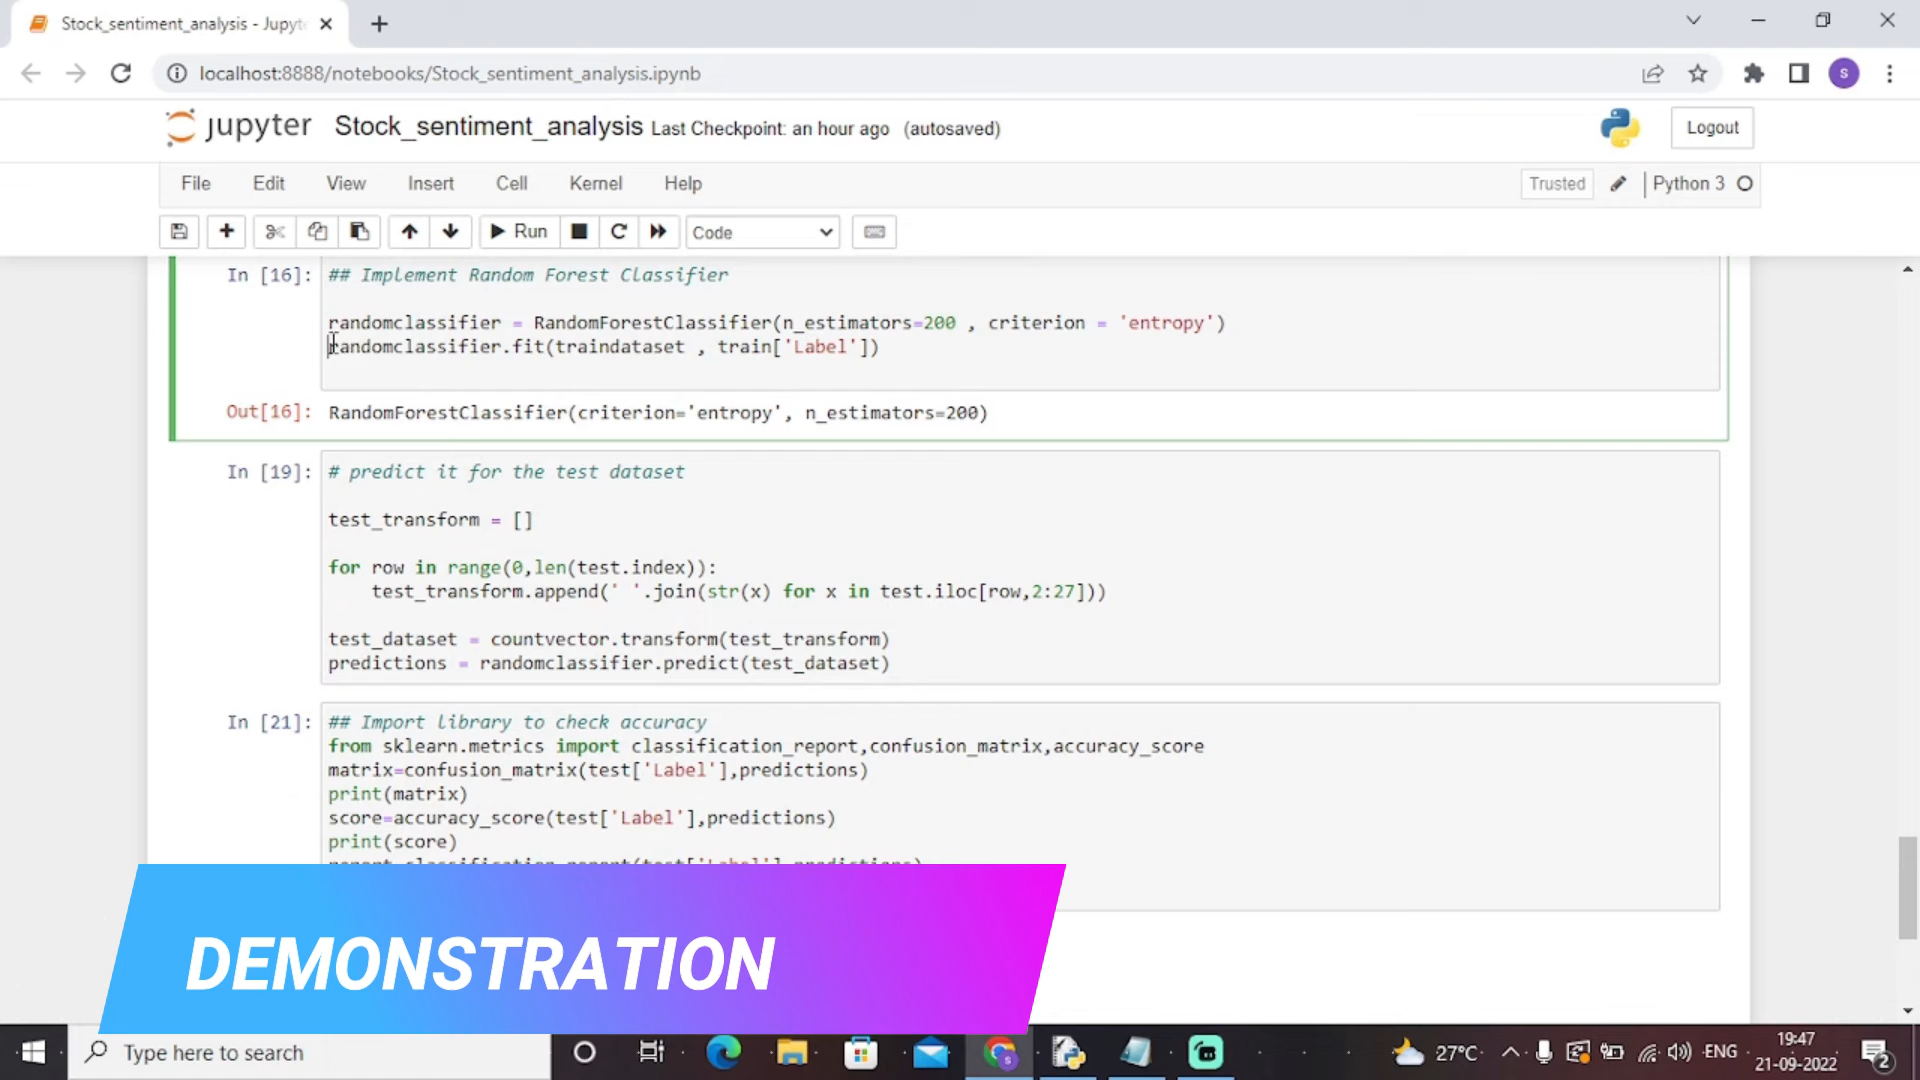 Stock_sentiment_analysis - Jupyte
localhost:8888/notebooks/Stock_sentiment_analysis.ipynb
S
jupyter Stock_sentiment_analysis Last Checkpoint: an hour ago (autosaved)
Logout
File Edit View Insert Cell Kernel Help
Trusted
Python 3
Run
Code
In [16]: ## Implement Random Forest Classifier
randomclassifier = RandomForestClassifier(n_estimators=200 , criterion = 'entropy')
randomclassifier.fit(traindataset , train['Label'])
Out[16]: RandomForestClassifier(criterion='entropy', n_estimators=200)
In [19]: # predict it for the test dataset
test_transform = []
for row in range(0,len(test.index)):
test_transform.append(' '.join(str(x) for x in test.iloc[row,2:27]))
test_dataset = countvector.transform(test_transform)
predictions = randomclassifier.predict(test_dataset)
In [21]: ## Import library to check accuracy
from sklearn.metrics import classification_report,confusion_matrix,accuracy_score
matrix=confusion_matrix(test['Label'],predictions)
print(matrix)
score=accuracy_score(test['Label'],predictions)
print(score)
DEMONSTRATION
Type here to search
27°C
ENG
19:47
21-09-2022
2